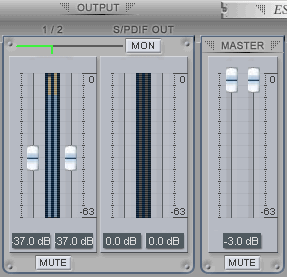 OUTPUT
ES
1 / 2 S/PDIF OUT
MON
MASTER
0 0 0
-63 -63 -63
-37.0 dB -37.0 dB 0.0 dB 0.0 dB -3.0 dB
MUTE MUTE